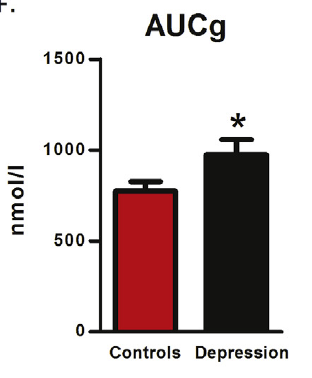 F.
AUCg
1500
1000
500
0
nmol/l
*
Controls Depression